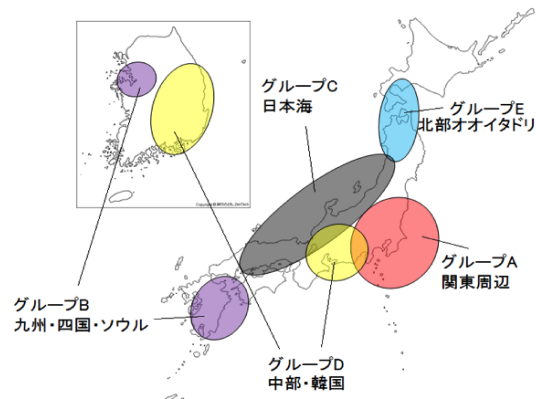 グループC
日本海
グループE
北部オオイタドリ
グループA
関東周辺
グループB
九州・四国・ソウル
グループD
中部・韓国